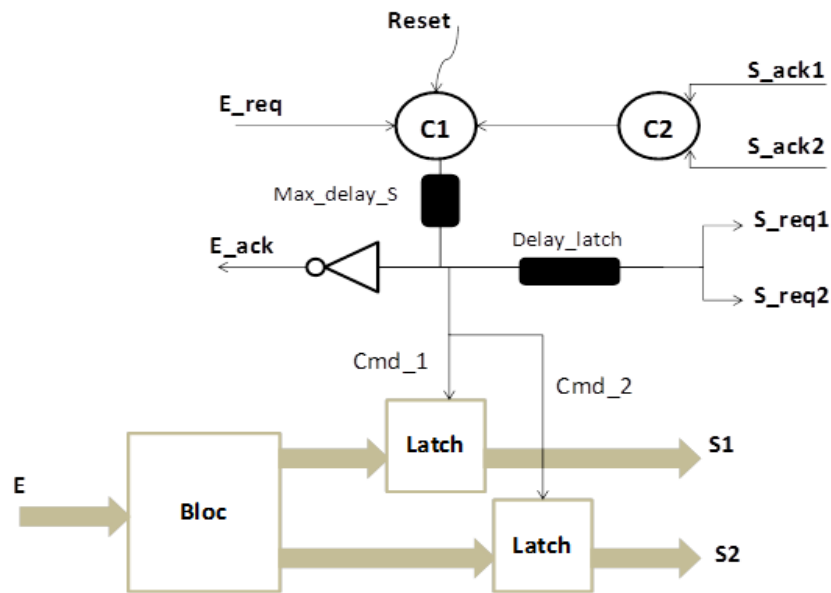 Reset
S_ack1
E_req
C1
C2
S_ack2
Max_delay_S
Delay_latch
S_req1
E_ack
S_req2
Cmd_1
Cmd_2
Latch
S1
E
Bloc
Latch
S2